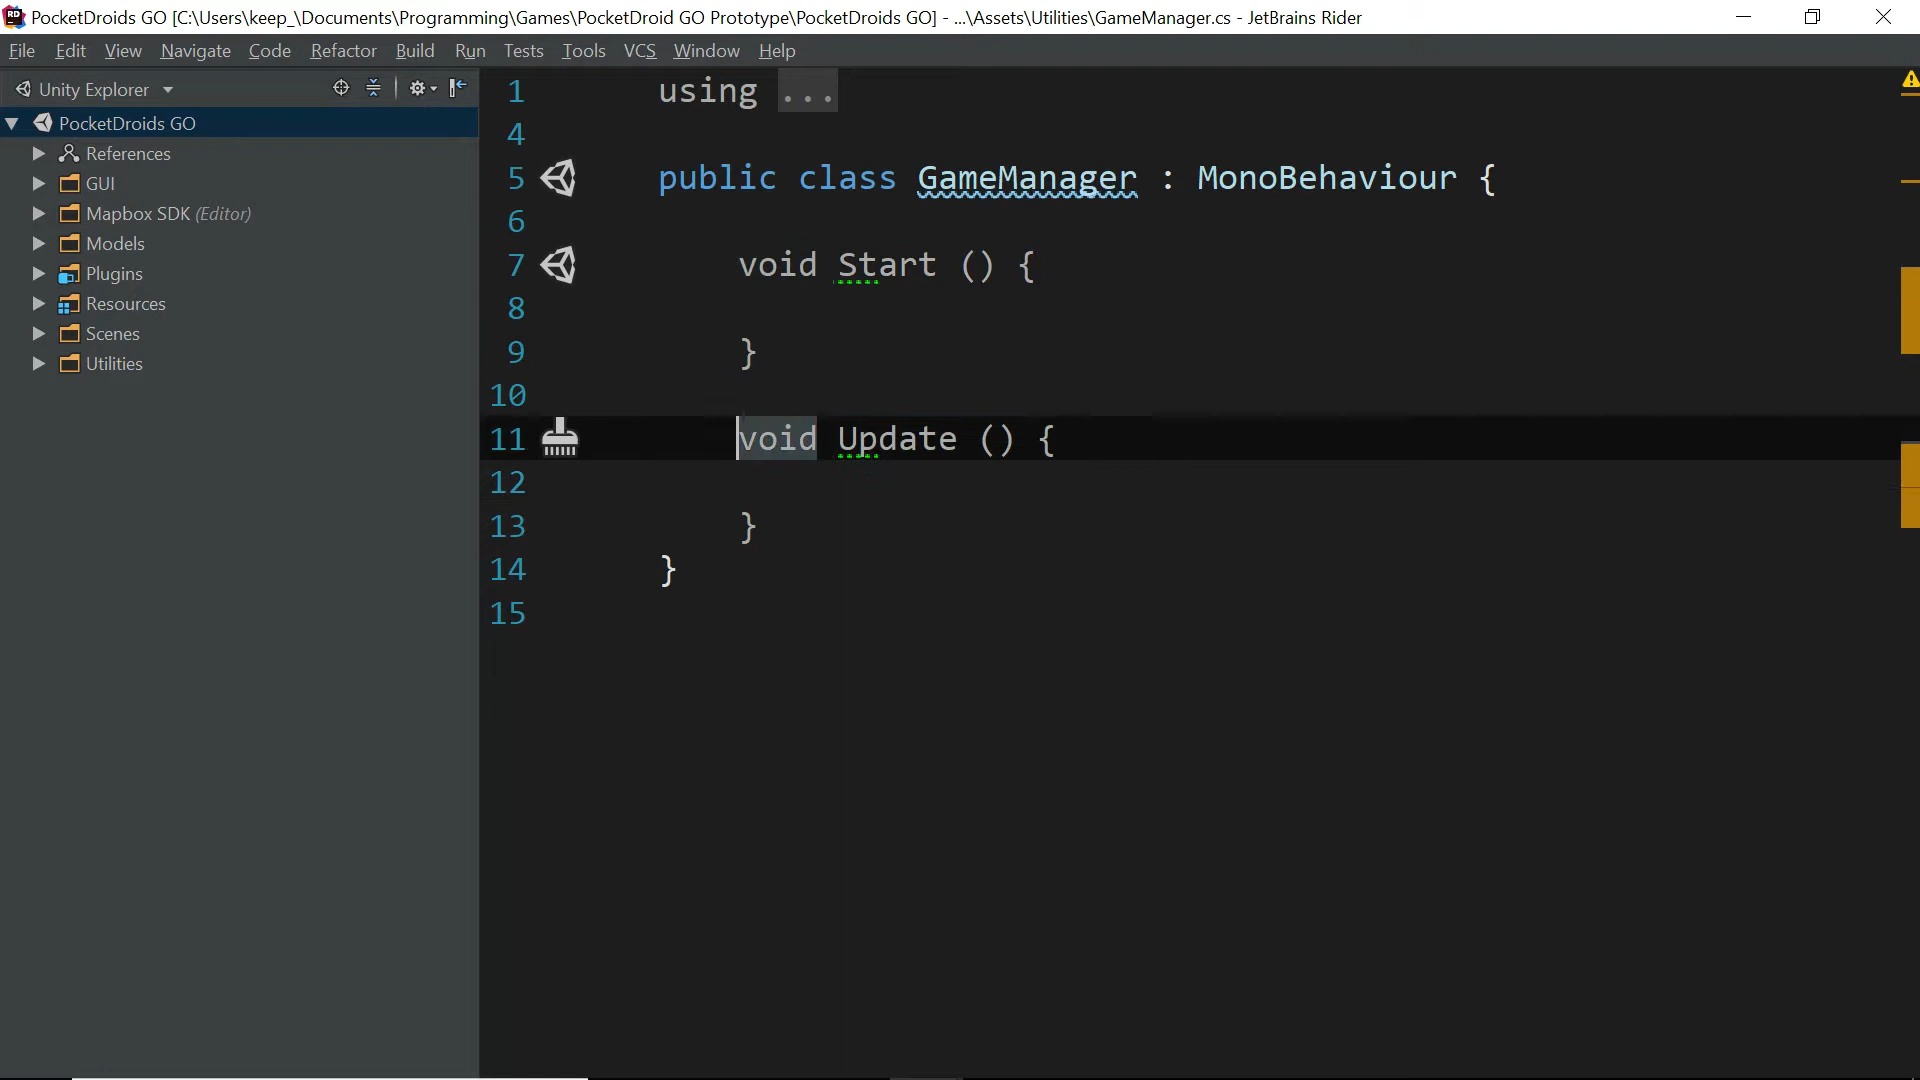 PocketDroids GO [C:\Users\keep_\Documents\Programming\Games\PocketDroid GO Prototype\PocketDroids GO] - ...\Assets\Utilities\GameManager.cs - JetBrains Rider
File Edit View Navigate Code Refactor Build Run Tests Tools VCS Window Help
Unity Explorer
PocketDroids GO
References
GUI
Mapbox SDK (Editor)
Models
Plugins
Resources
Scenes
Utilities
1 using ...
4
5 public class GameManager : MonoBehaviour {
6
7 void Start () {
8
9 }
10
11 void Update () {
12
13 }
14 }
15